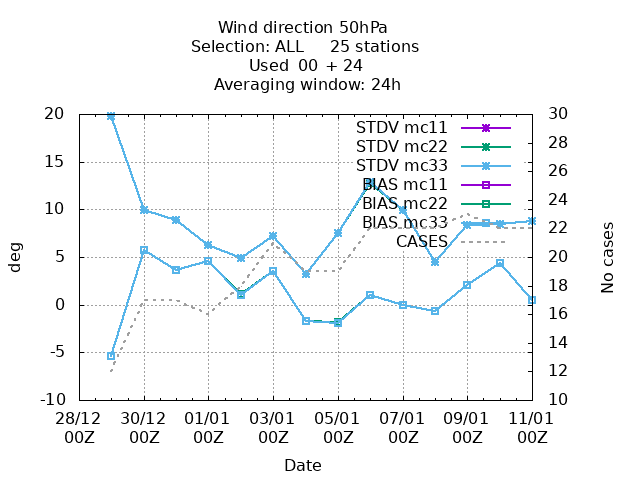 Wind direction 50hPa
Selection: ALL 25 stations
Used 00 + 24
Averaging window: 24h
20 30
28
15 26
24
10 22
5 20
18
0 16
14
-5 12
-10 10
deg
No cases
STDV mc11
STDV mc22
STDV mc33
BIAS mc11
BIAS mc22
BIAS mc33
CASES
28/12 30/12 01/01 03/01 05/01 07/01 09/01 11/01
00Z 00Z 00Z 00Z 00Z 00Z 00Z 00Z
Date